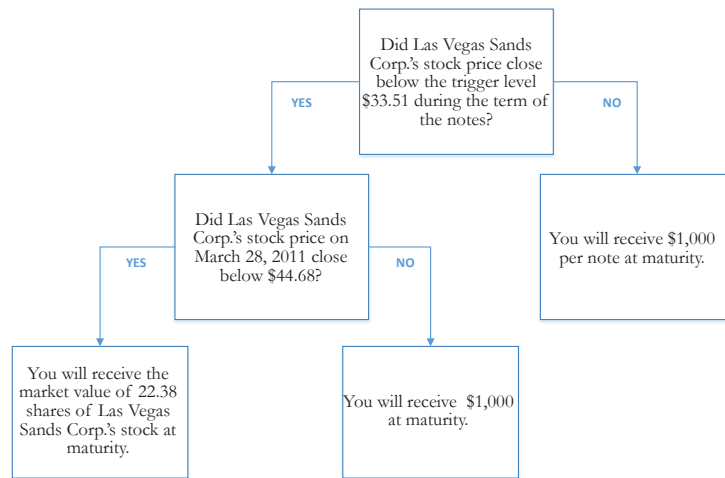 Did Las Vegas Sands
Corp.'s stock price close
below the trigger level
$33.51 during the term of
the notes?
YES
NO
Did Las Vegas Sands
Corp.'s stock price on
March 28, 2011 close
below $44.68?
You will receive $1,000
per note at maturity.
YES
NO
You will receive the
market value of 22.38
shares of Las Vegas
Sands Corp.'s stock at
maturity.
You will receive $1,000
at maturity.